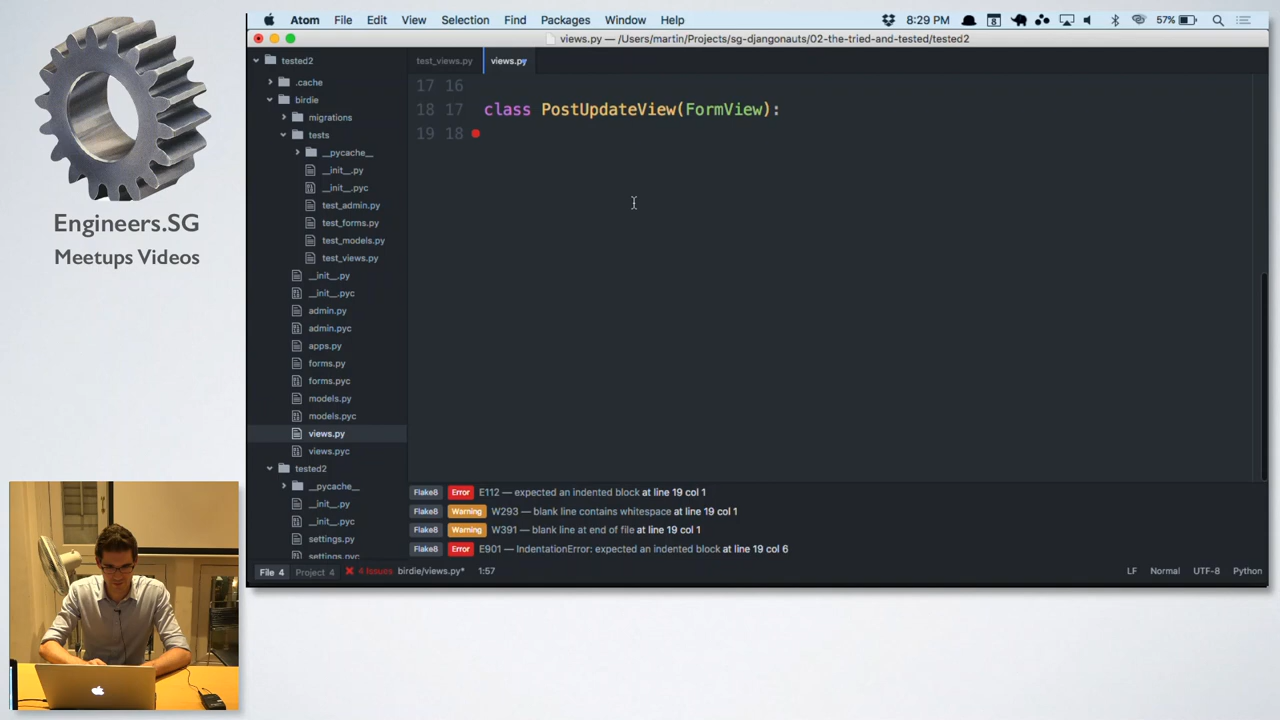 Engineers.SG
Meetups Videos
Atom File Edit View Selection Find Packages Window Help 8:29 PM 8 57%
views.py — /Users/martin/Projects/sg-djangonauts/02-the-tried-and-tested/tested2
tested2
.cache
birdie
migrations
tests
__pycache__
__init__.py
__init__.pyc
test_admin.py
test_forms.py
test_models.py
test_views.py
__init__.py
__init__.pyc
admin.py
admin.pyc
apps.py
forms.py
forms.pyc
models.py
models.pyc
views.py
views.pyc
tested2
__pycache__
__init__.py
__init__.pyc
settings.py
settings.pyc
test_views.py views.py
17 16
18 17 class PostUpdateView(FormView):
19 18
Flake8 Error E112 — expected an indented block at line 19 col 1
Flake8 Warning W293 — blank line contains whitespace at line 19 col 1
Flake8 Warning W391 — blank line at end of file at line 19 col 1
Flake8 Error E901 — IndentationError: expected an indented block at line 19 col 6
File 4 Project 4 4 Issues birdie/views.py* 1:57 LF Normal UTF-8 Python